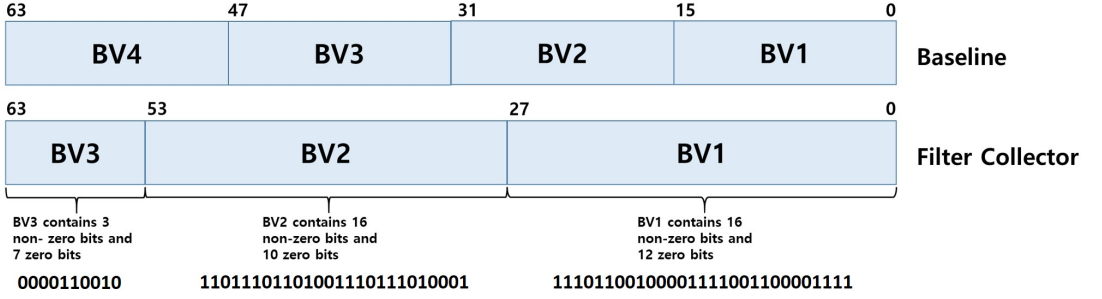 63 47 31 15 0
BV4 BV3 BV2 BV1 Baseline
63 53 27 0
BV3 BV2 BV1 Filter Collector
BV3 contains 3
non- zero bits and
7 zero bits
BV2 contains 16
non-zero bits and
10 zero bits
BV1 contains 16
non-zero bits and
12 zero bits
0000110010 11011101101001110111010001 1111011001000011111001100001111